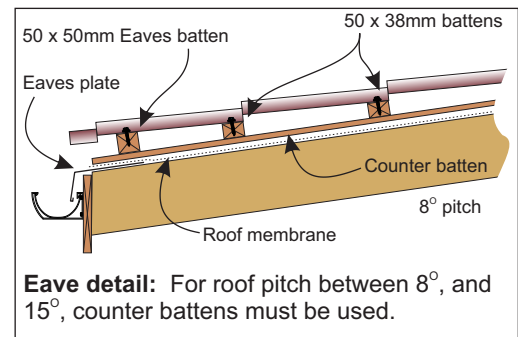 50 x 38mm battens
50 x 50mm Eaves batten
Eaves plate
Counter batten
8° pitch
Roof membrane
Eave detail: For roof pitch between 8°, and
15°, counter battens must be used.